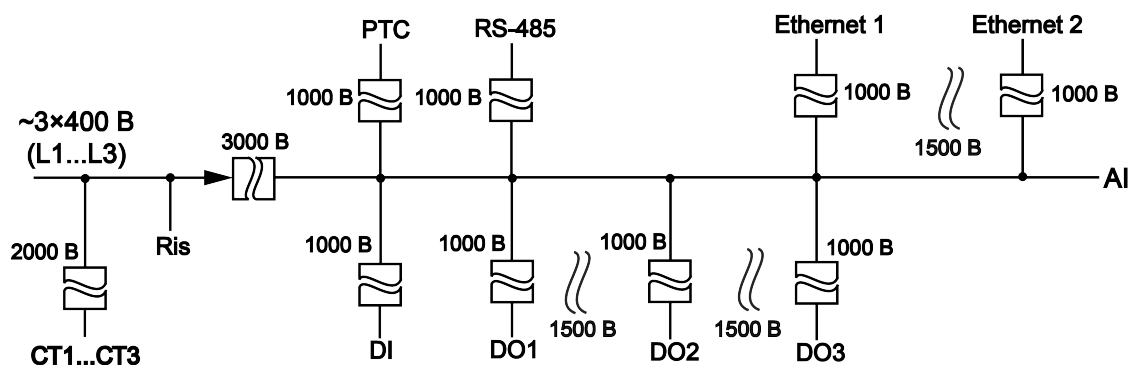 PTC
RS-485
Ethernet 1
Ethernet 2
1000 В
1000 В
1000 В
1000 В
1500 В
~3×400 В
(L1...L3)
3000 В
AI
Ris
2000 В
1000 В
1000 В
1000 В
1000 В
1500 В
1500 В
CT1...CT3
DI
DO1
DO2
DO3